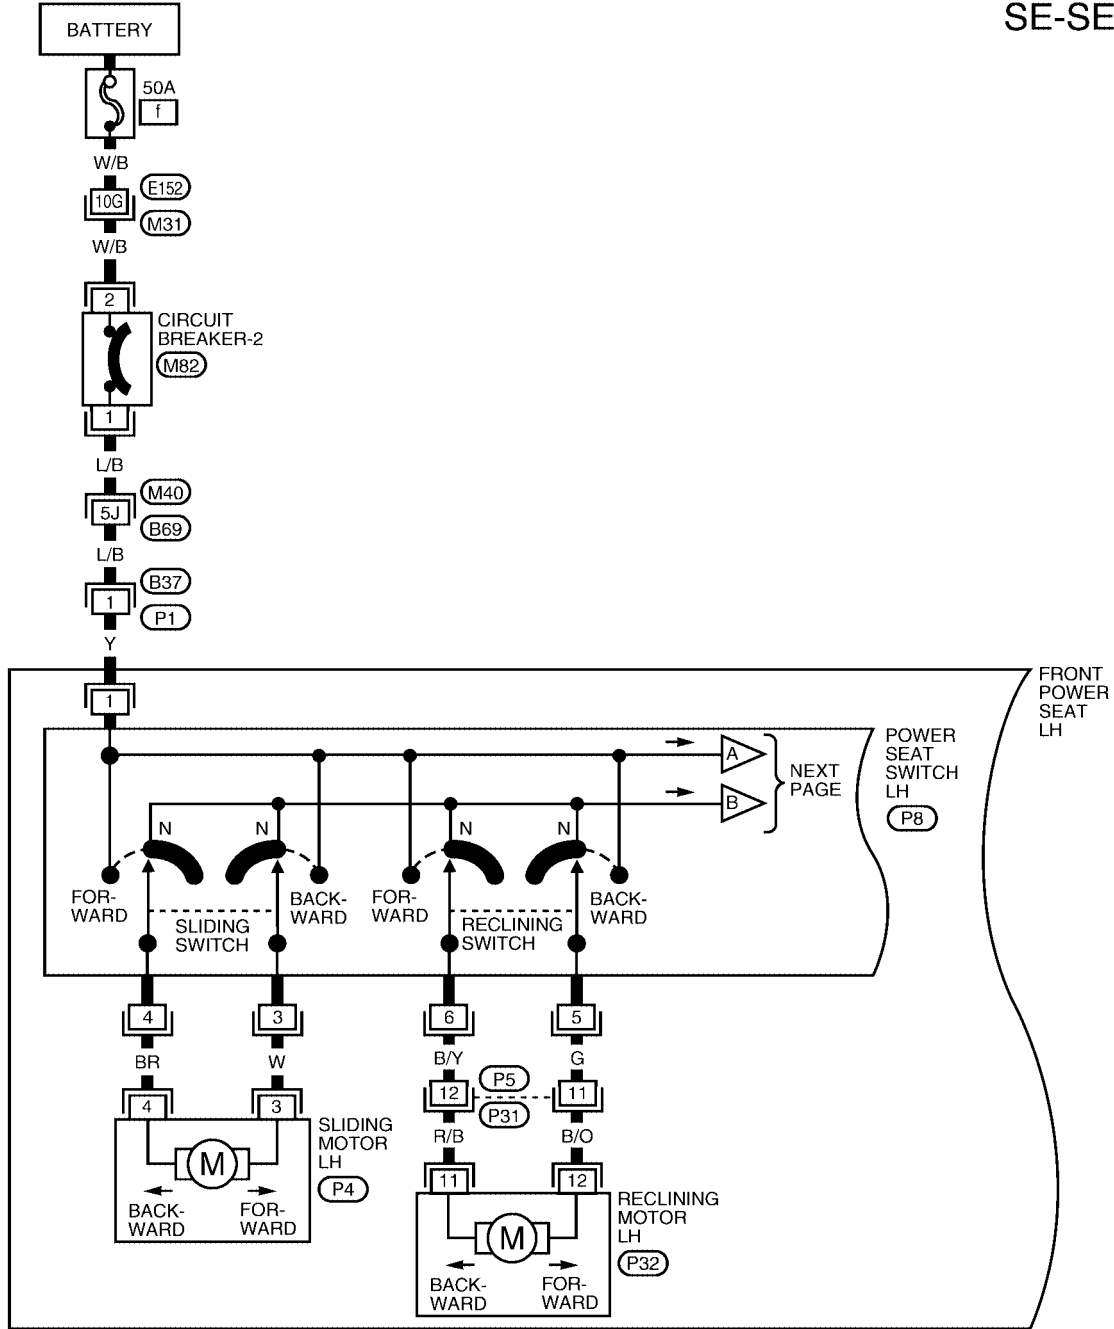 SE-SE
BATTERY
50A
f
W/B
10G
E152
M31
W/B
2
CIRCUIT
BREAKER-2
M82
1
L/B
5J
M40
B69
L/B
1
B37
P1
Y
FRONT
POWER
SEAT
LH
1
POWER
SEAT
SWITCH
LH
P8
A
B
NEXT
PAGE
N
N
N
N
FOR-
WARD
BACK-
WARD
FOR-
WARD
BACK-
WARD
SLIDING
SWITCH
RECLINING
SWITCH
4
3
6
5
BR
W
B/Y
G
12
P5
P31
11
4
3
R/B
B/O
SLIDING
MOTOR
LH
P4
M
BACK-
WARD
FOR-
WARD
11
12
RECLINING
MOTOR
LH
P32
M
BACK-
WARD
FOR-
WARD